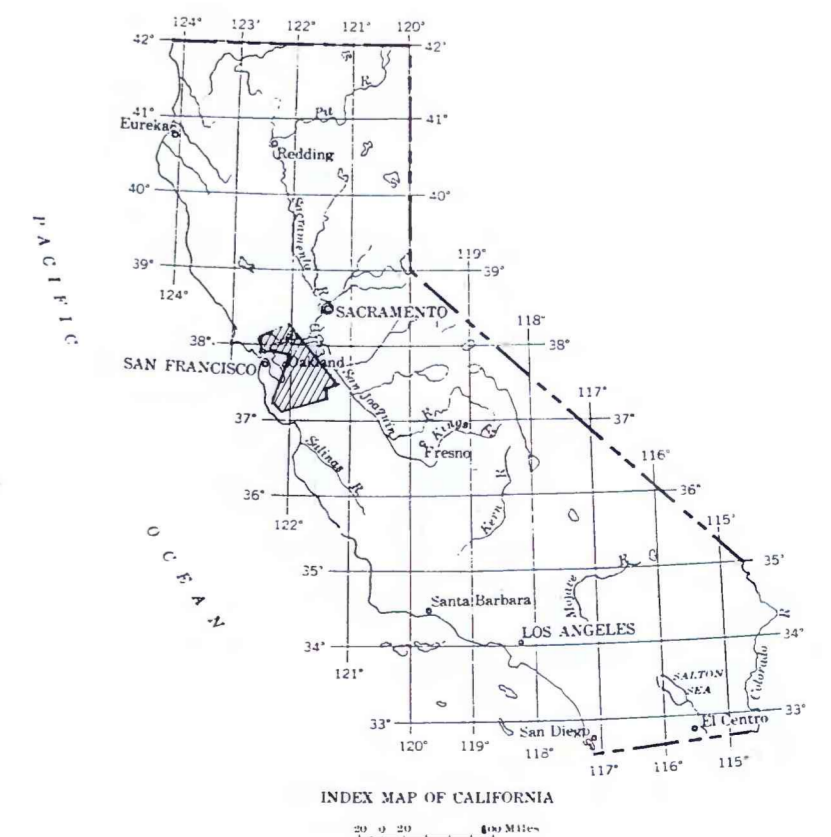 124° 123' 122° 121° 120°
42° 42'
R
41° Pit 41°
Eureka
Redding
40° 40°
Sacramento
PACIFIC
119°
39° 39°
124°
R
SACRAMENTO
118°
38° 38°
SAN FRANCISCO Oakland
San Joaquin
117°
R
37° Kings R 37°
Fresno
116°
Salinas R
R
36° 36°
122°
Kern
115'
OCEAN
35' 35'
R
Mojave
Santa Barbara
R
LOS ANGELES
34° 34°
121°
Colorado
SALTON
SEA
33° 33°
El Centro
San Diego
120° 119° 118° 117° 116° 115°
INDEX MAP OF CALIFORNIA
20 0 20 100 Miles